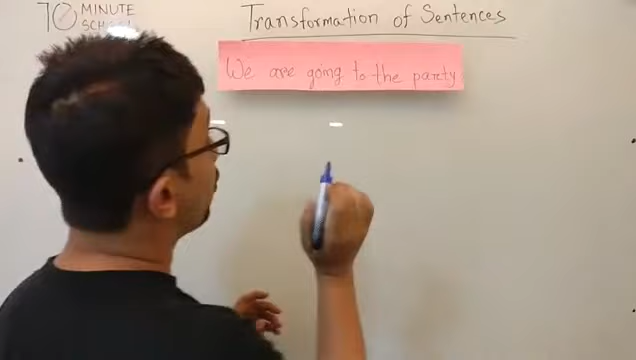 10 MINUTE
SCHOOL
Transformation of Sentences
We are going to the party